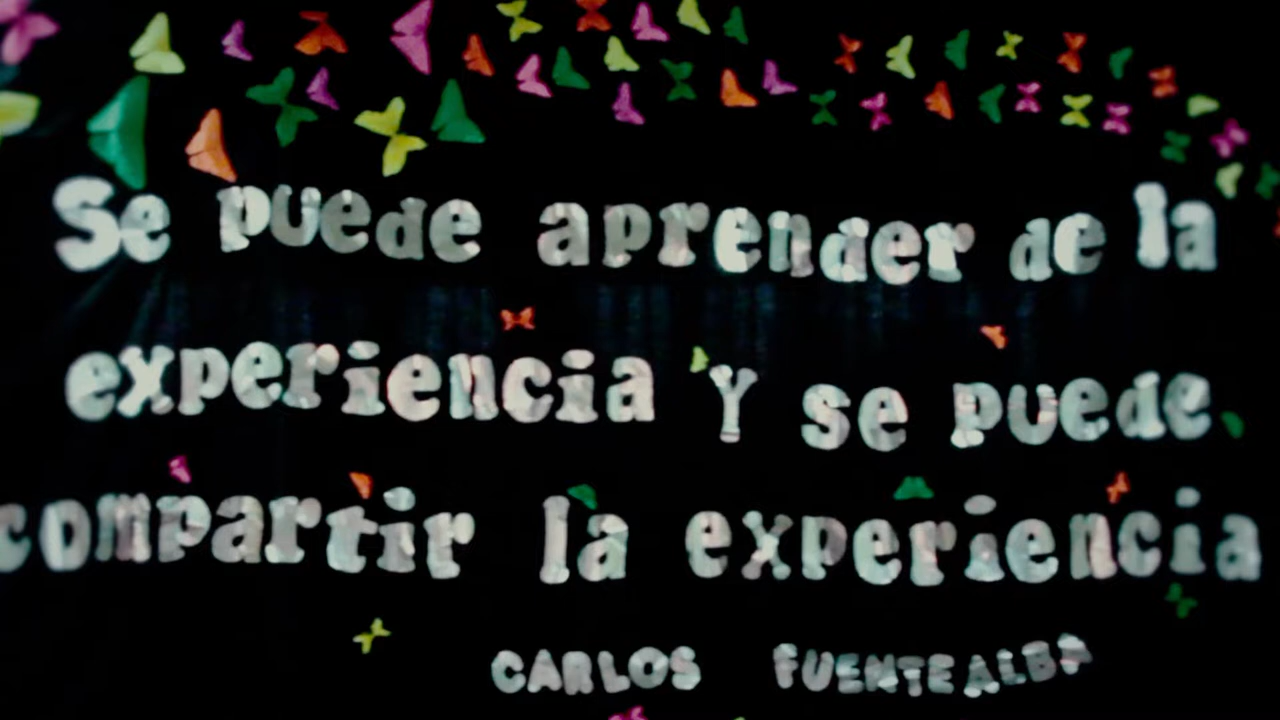 Se puede aprender de la
experiencia Y se puede
compartir la experiencia
CARLOS FUENTEALBA